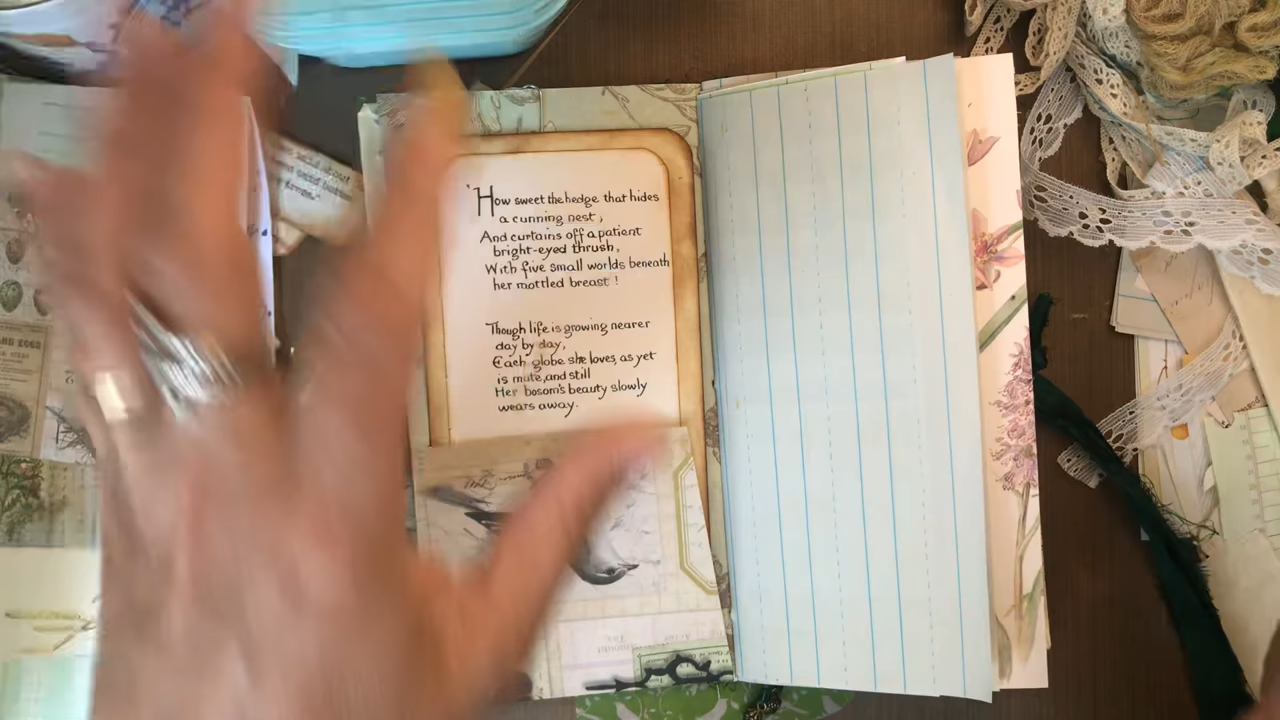 'How sweet the hedge that hides
a cunning nest,
And curtains off a patient
bright-eyed thrush,
With five small worlds beneath
her mottled breast!
Though life is growing nearer
day by day,
Each globe she loves, as yet
is mute, and still
Her bosom's beauty slowly
wears away.